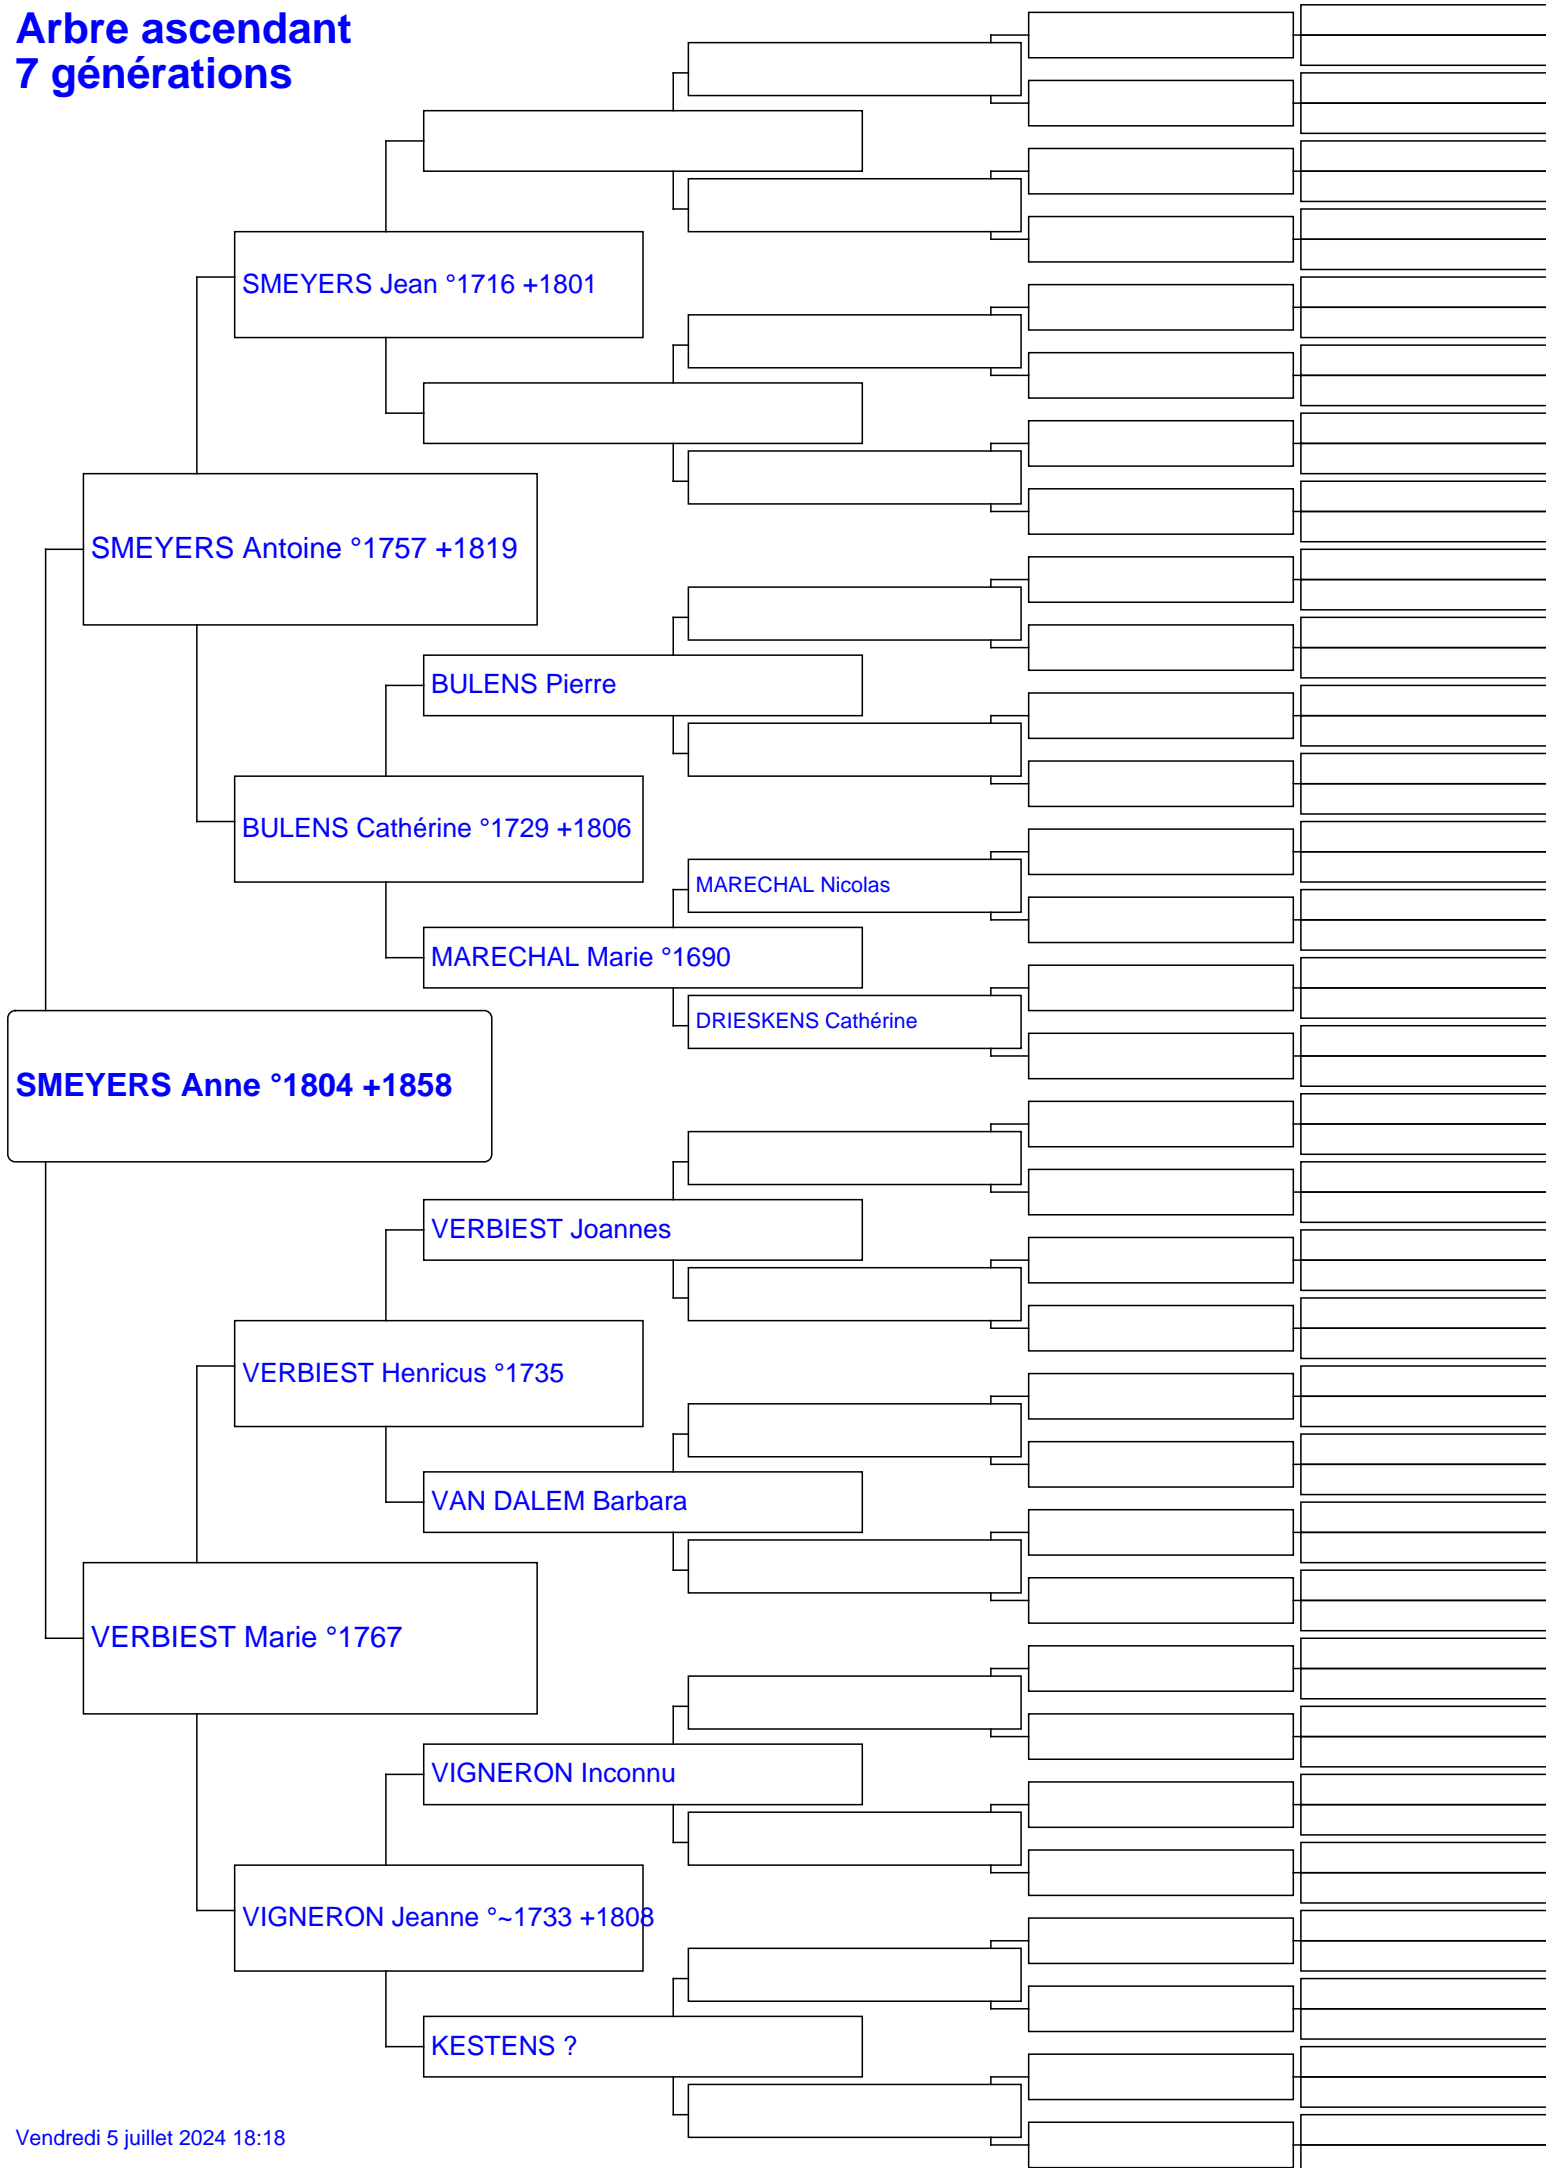 Arbre ascendant
7 générations
SMEYERS Jean °1716 +1801
SMEYERS Antoine °1757 +1819
BULENS Pierre
BULENS Cathérine °1729 +1806
MARECHAL Nicolas
MARECHAL Marie °1690
DRIESKENS Cathérine
SMEYERS Anne °1804 +1858
VERBIEST Joannes
VERBIEST Henricus °1735
VAN DALEM Barbara
VERBIEST Marie °1767
VIGNERON Inconnu
VIGNERON Jeanne °~1733 +1808
KESTENS ?
Vendredi 5 juillet 2024 18:18